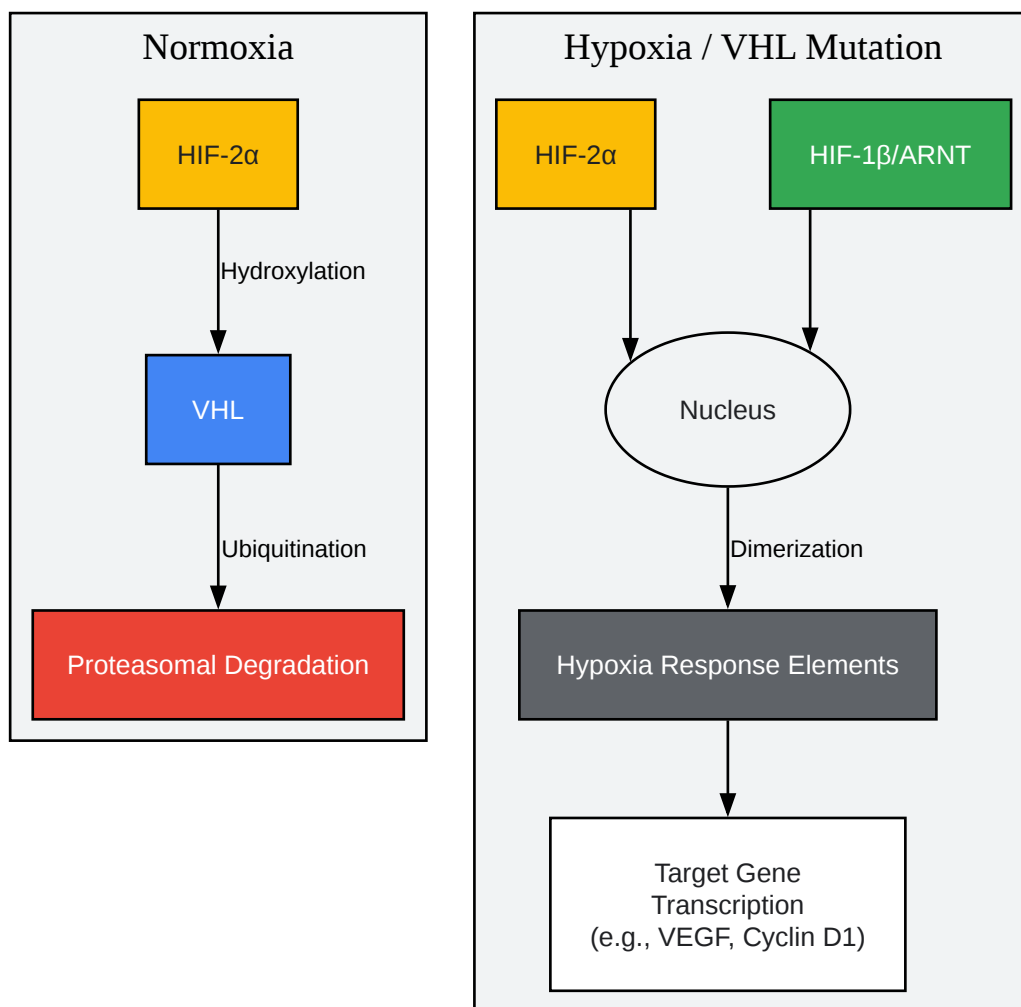 Normoxia
HIF-2α
Hydroxylation
VHL
Ubiquitination
Proteasomal Degradation
Hypoxia / VHL Mutation
HIF-2α
HIF-1β/ARNT
Nucleus
Dimerization
Hypoxia Response Elements
Target Gene
Transcription
(e.g., VEGF, Cyclin D1)